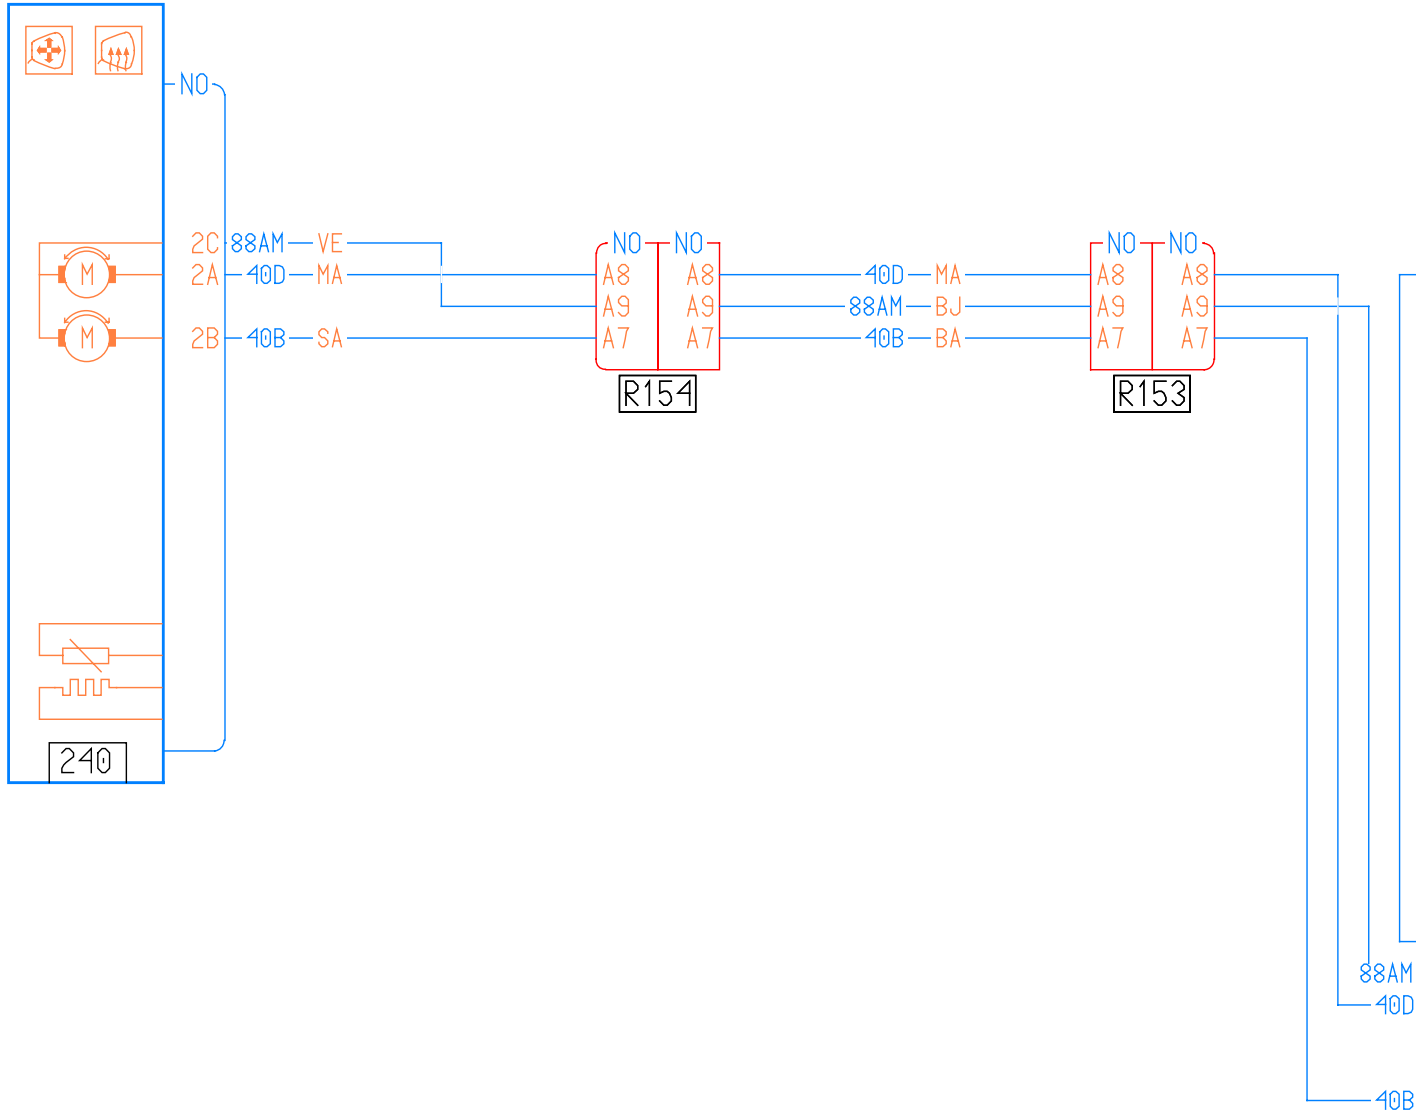 NO
2C 88AM VE NO NO NO NO
2A 40D MA A8 A8 40D MA A8 A8
A9 A9 88AM BJ A9 A9
2B 40B SA A7 A7 40B BA A7 A7
M
M
R154 R153
240
88AM
40D
40B